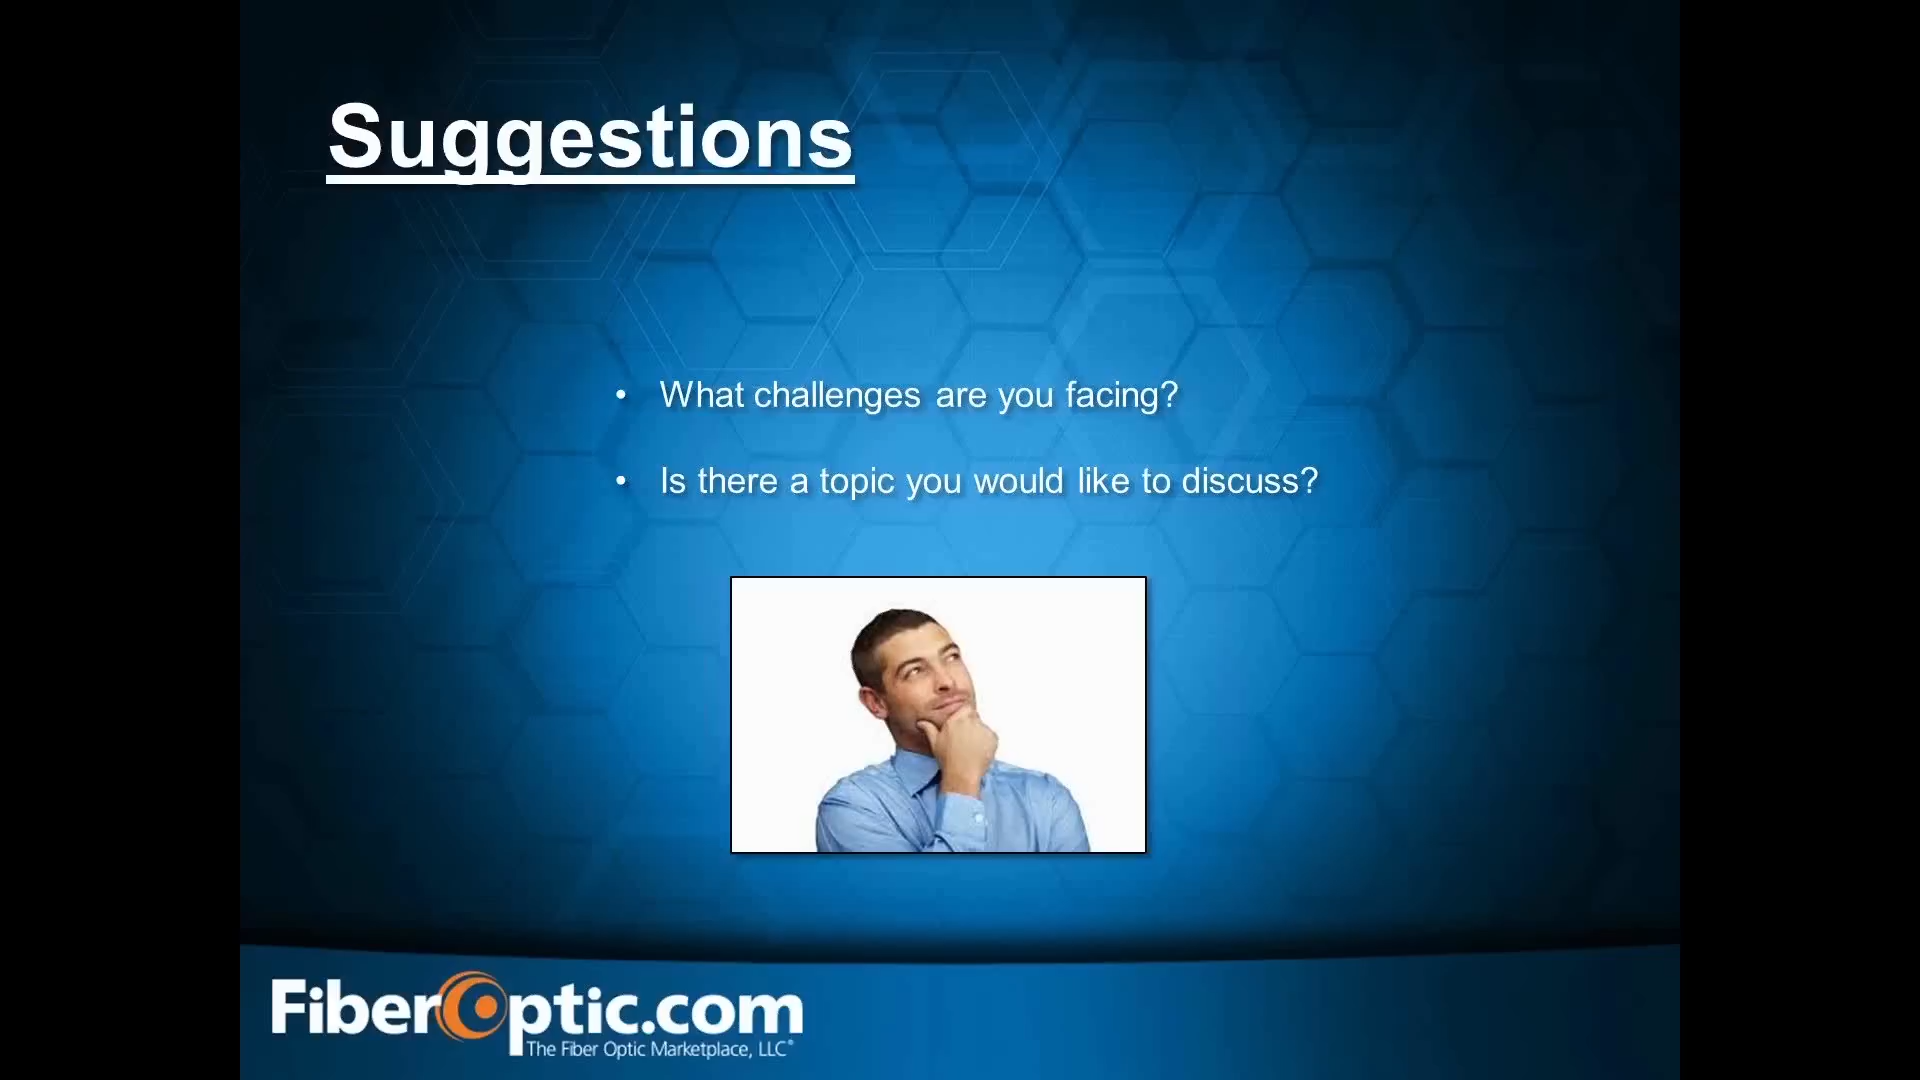 Suggestions
• What challenges are you facing?
• Is there a topic you would like to discuss?
FiberOptic.com
The Fiber Optic Marketplace, LLC®